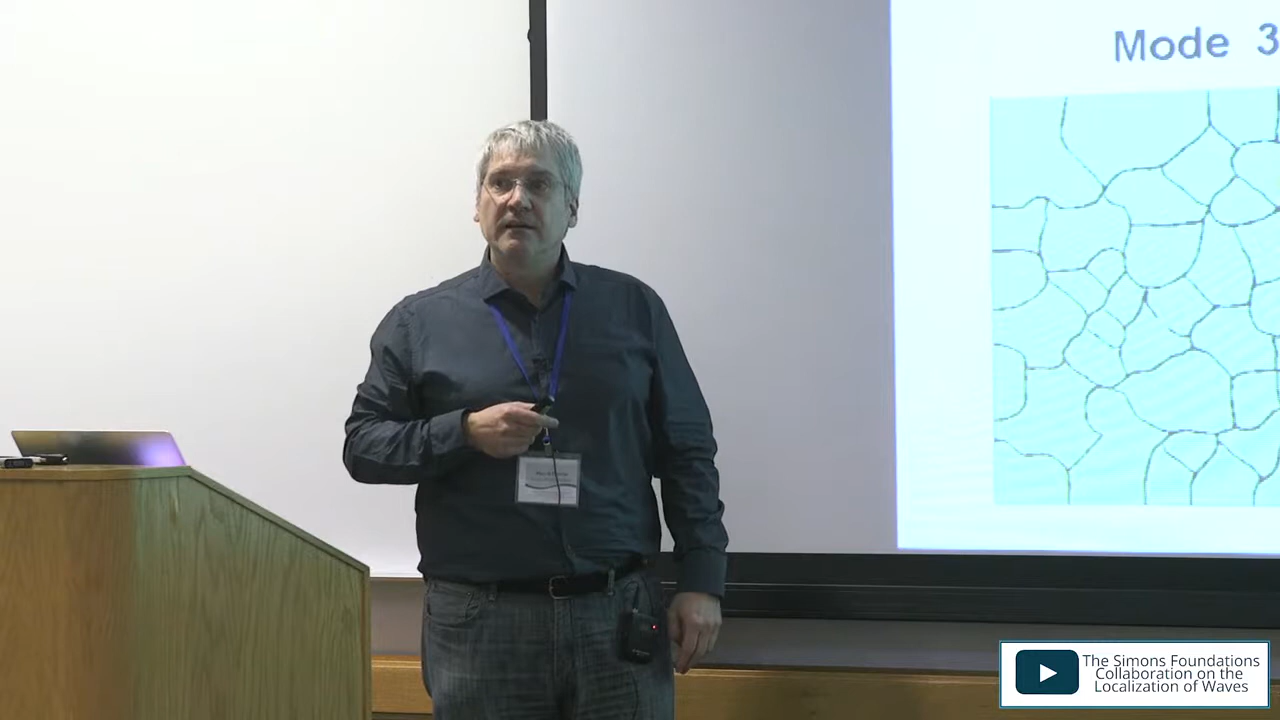 Mode 3
The Simons Foundations
Collaboration on the
Localization of Waves